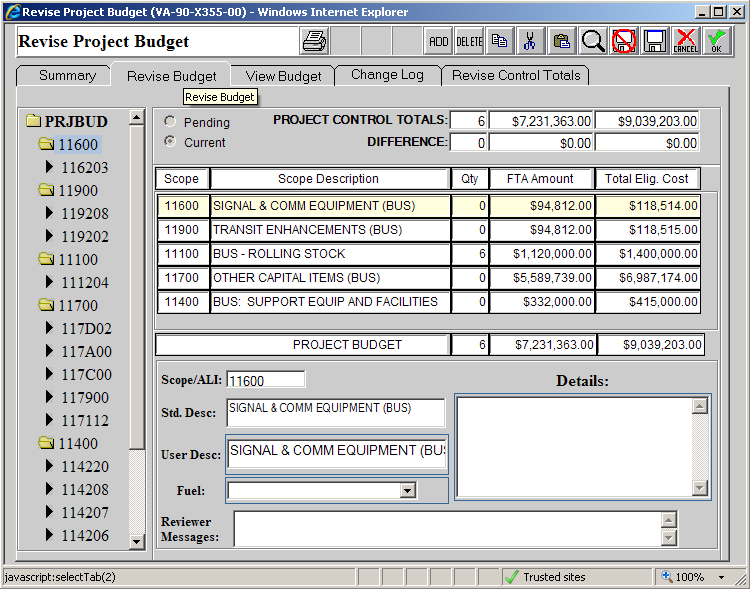 Revise Project Budget (VA-90-X355-00) - Windows Internet Explorer
Revise Project Budget
ADD DELETE CANCEL OK
Summary Revise Budget View Budget Change Log Revise Control Totals
Revise Budget
PRJBUD
11600
116203
11900
119208
119202
11100
111204
11700
117D02
117A00
117C00
117900
117112
11400
114220
114208
114207
114206
Pending PROJECT CONTROL TOTALS: 6 $7,231,363.00 $9,039,203.00
Current DIFFERENCE: 0 $0.00 $0.00
Scope Scope Description Qty FTA Amount Total Elig. Cost
11600 SIGNAL & COMM EQUIPMENT (BUS) 0 $94,812.00 $118,514.00
11900 TRANSIT ENHANCEMENTS (BUS) 0 $94,812.00 $118,515.00
11100 BUS - ROLLING STOCK 6 $1,120,000.00 $1,400,000.00
11700 OTHER CAPITAL ITEMS (BUS) 0 $5,589,739.00 $6,987,174.00
11400 BUS: SUPPORT EQUIP AND FACILITIES 0 $332,000.00 $415,000.00
PROJECT BUDGET 6 $7,231,363.00 $9,039,203.00
Scope/ALI: 11600
Std. Desc: SIGNAL & COMM EQUIPMENT (BUS)
User Desc: SIGNAL & COMM EQUIPMENT (BUS
Fuel:
Details:
Reviewer
Messages:
javascript:selectTab(2) Trusted sites 100%